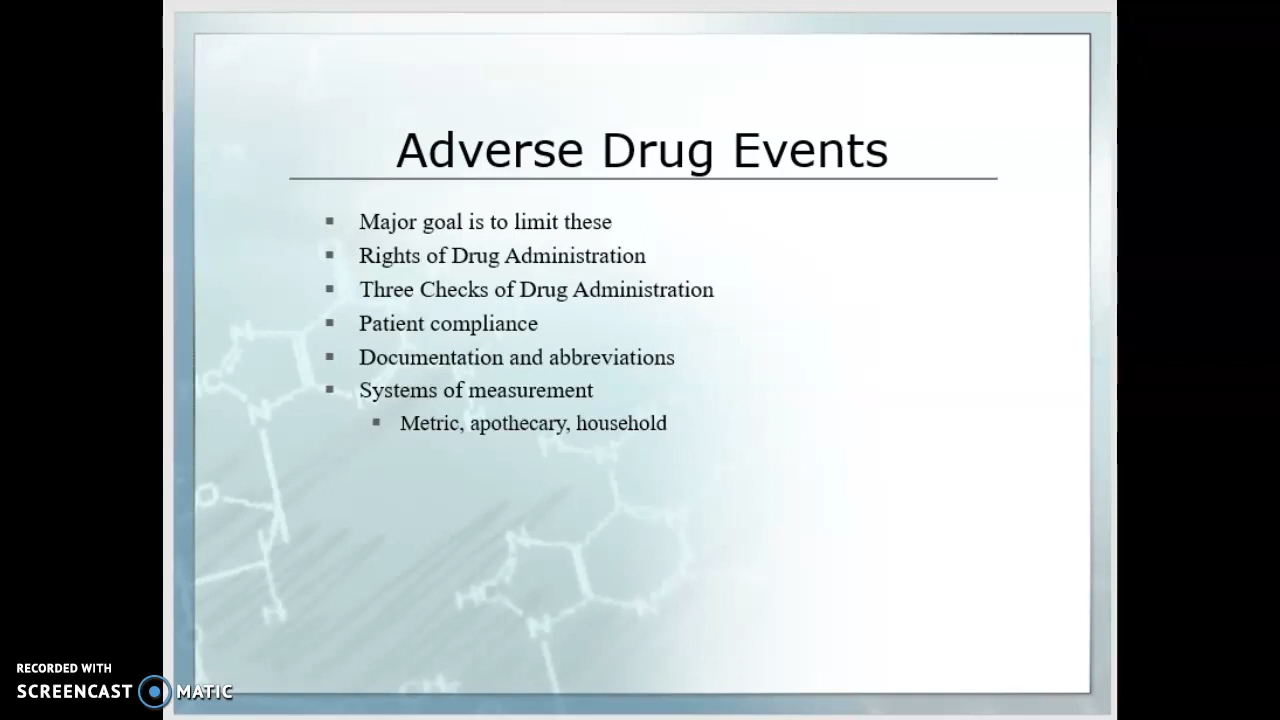 Adverse Drug Events
▪ Major goal is to limit these
▪ Rights of Drug Administration
▪ Three Checks of Drug Administration
▪ Patient compliance
▪ Documentation and abbreviations
▪ Systems of measurement
▪ Metric, apothecary, household
RECORDED WITH
SCREENCAST MATIC